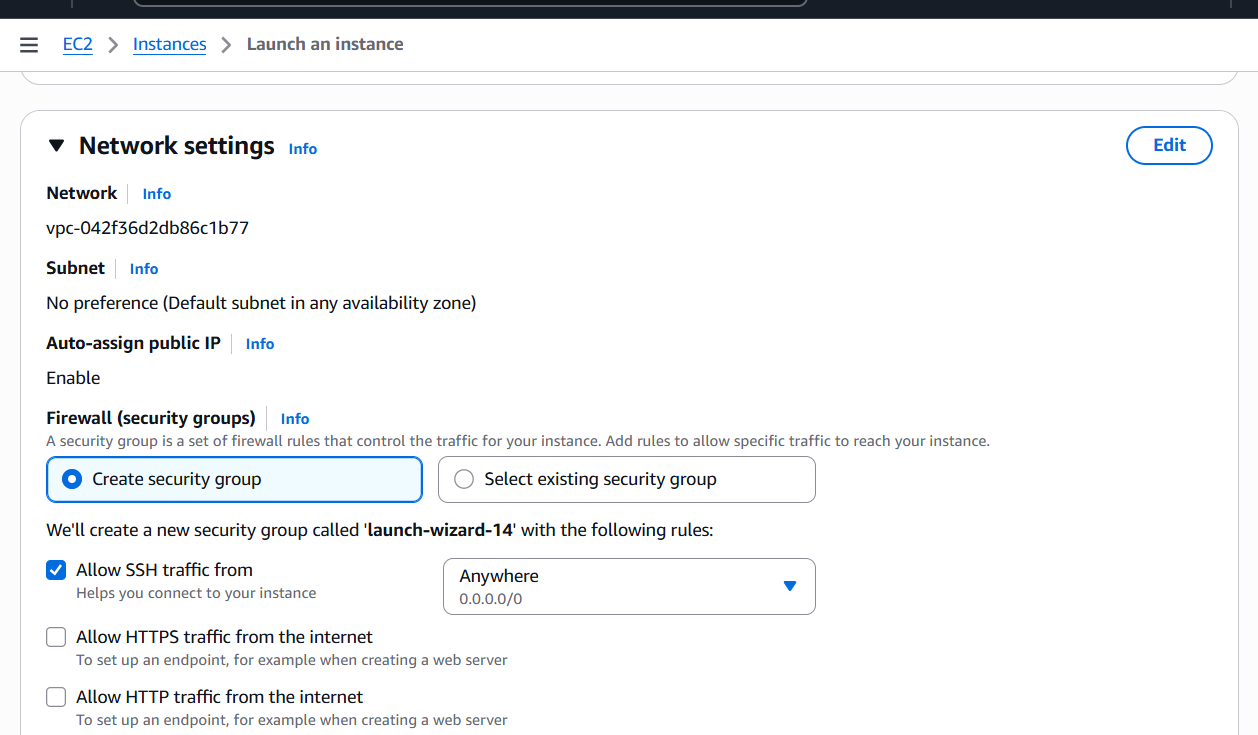 EC2 Instances Launch an instance
Network settings Info
Edit
Network Info
vpc-042f36d2db86c1b77
Subnet Info
No preference (Default subnet in any availability zone)
Auto-assign public IP Info
Enable
Firewall (security groups) Info
A security group is a set of firewall rules that control the traffic for your instance. Add rules to allow specific traffic to reach your instance.
Create security group
Select existing security group
We'll create a new security group called 'launch-wizard-14' with the following rules:
Allow SSH traffic from
Helps you connect to your instance
Anywhere
0.0.0.0/0
Allow HTTPS traffic from the internet
To set up an endpoint, for example when creating a web server
Allow HTTP traffic from the internet
To set up an endpoint, for example when creating a web server